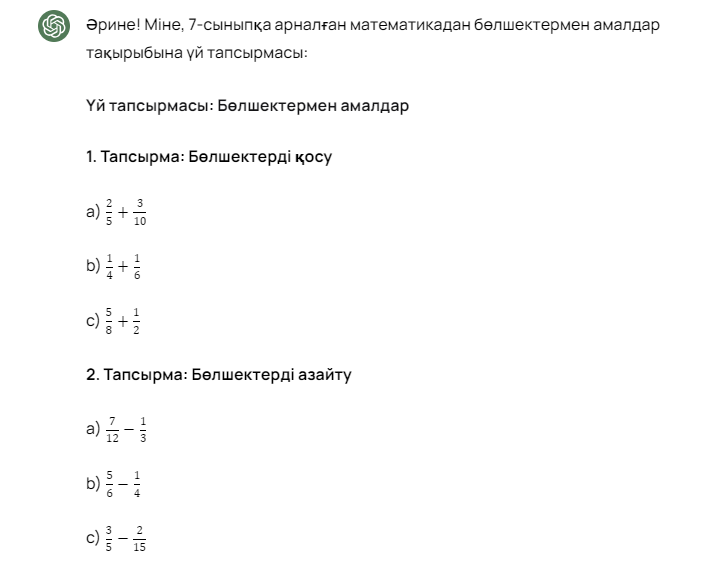 Әрине! Міне, 7-сыныпқа арналған математикадан бөлшектермен амалдар
тақырыбына үй тапсырмасы:
Үй тапсырмасы: Бөлшектермен амалдар
1. Тапсырма: Бөлшектерді қосу
a) 2/5 + 3/10
b) 1/4 + 1/6
c) 5/8 + 1/2
2. Тапсырма: Бөлшектерді азайту
a) 7/12 − 1/3
b) 5/6 − 1/4
c) 3/5 − 2/15